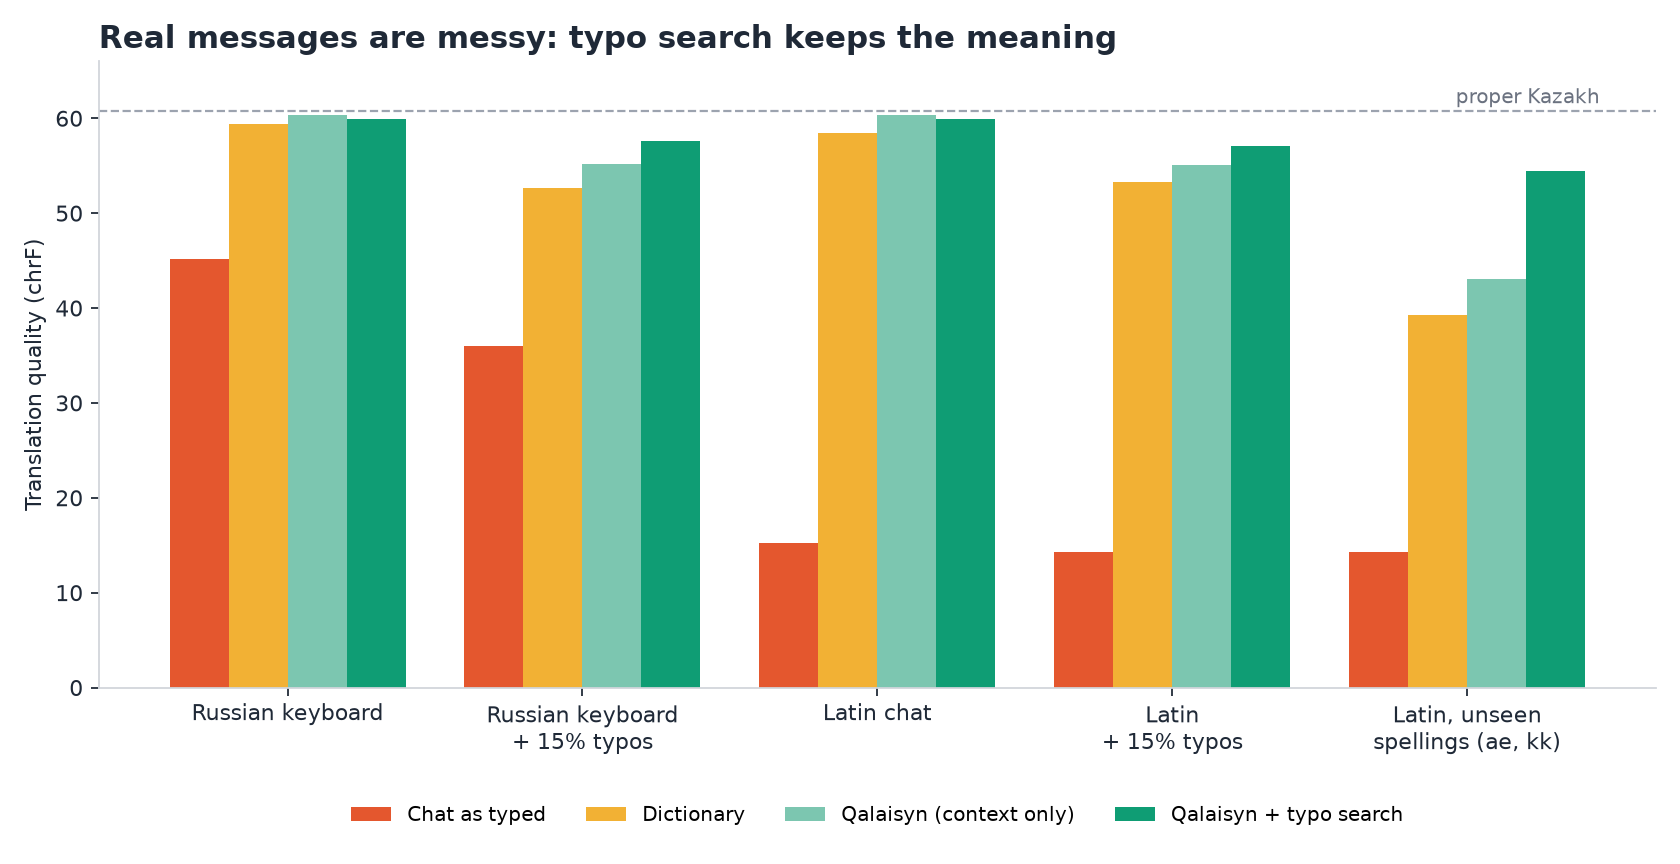 Real messages are messy: typo search keeps the meaning
proper Kazakh
Translation quality (chrF)
60
50
40
30
20
10
0
Russian keyboard
Russian keyboard
+ 15% typos
Latin chat
Latin
+ 15% typos
Latin, unseen
spellings (ae, kk)
Chat as typed
Dictionary
Qalaisyn (context only)
Qalaisyn + typo search